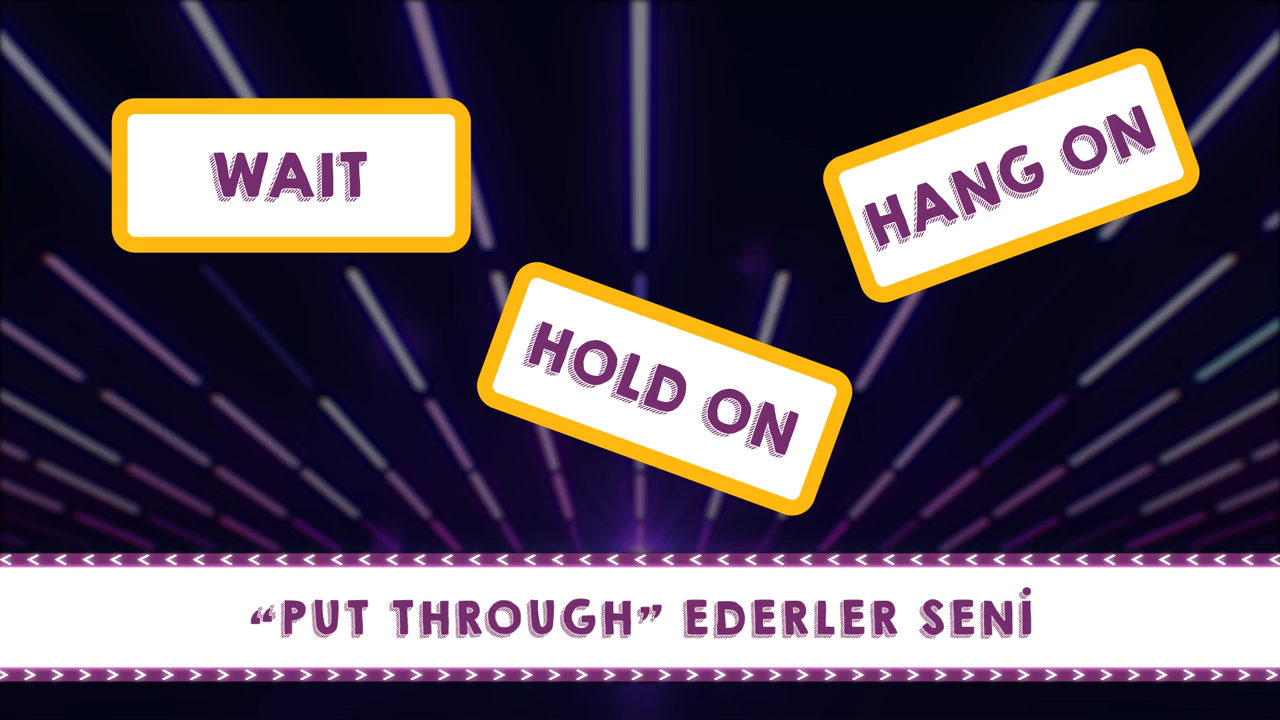 WAIT
HANG ON
HOLD ON
“PUT THROUGH” EDERLER SENİ